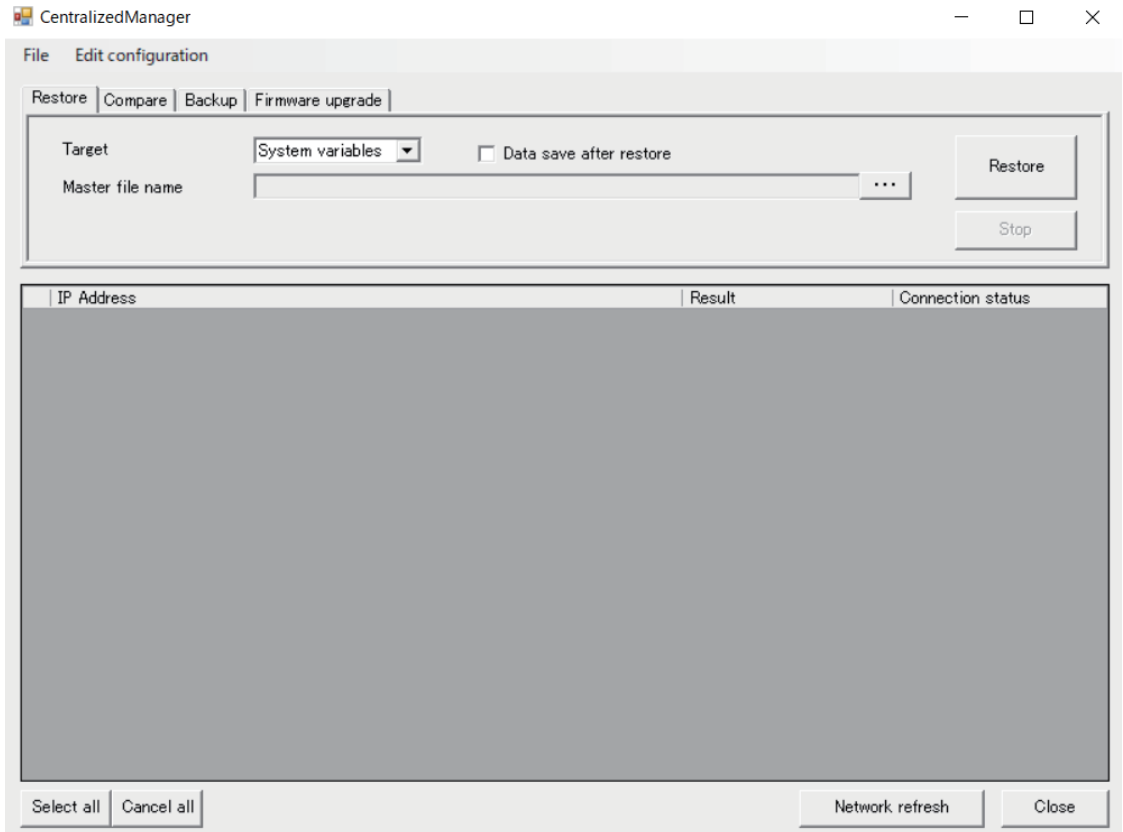 CentralizedManager
File Edit configuration
Restore Compare Backup Firmware upgrade
Target System variables Data save after restore Restore
Master file name ...
Stop
IP Address Result Connection status
Select all Cancel all Network refresh Close